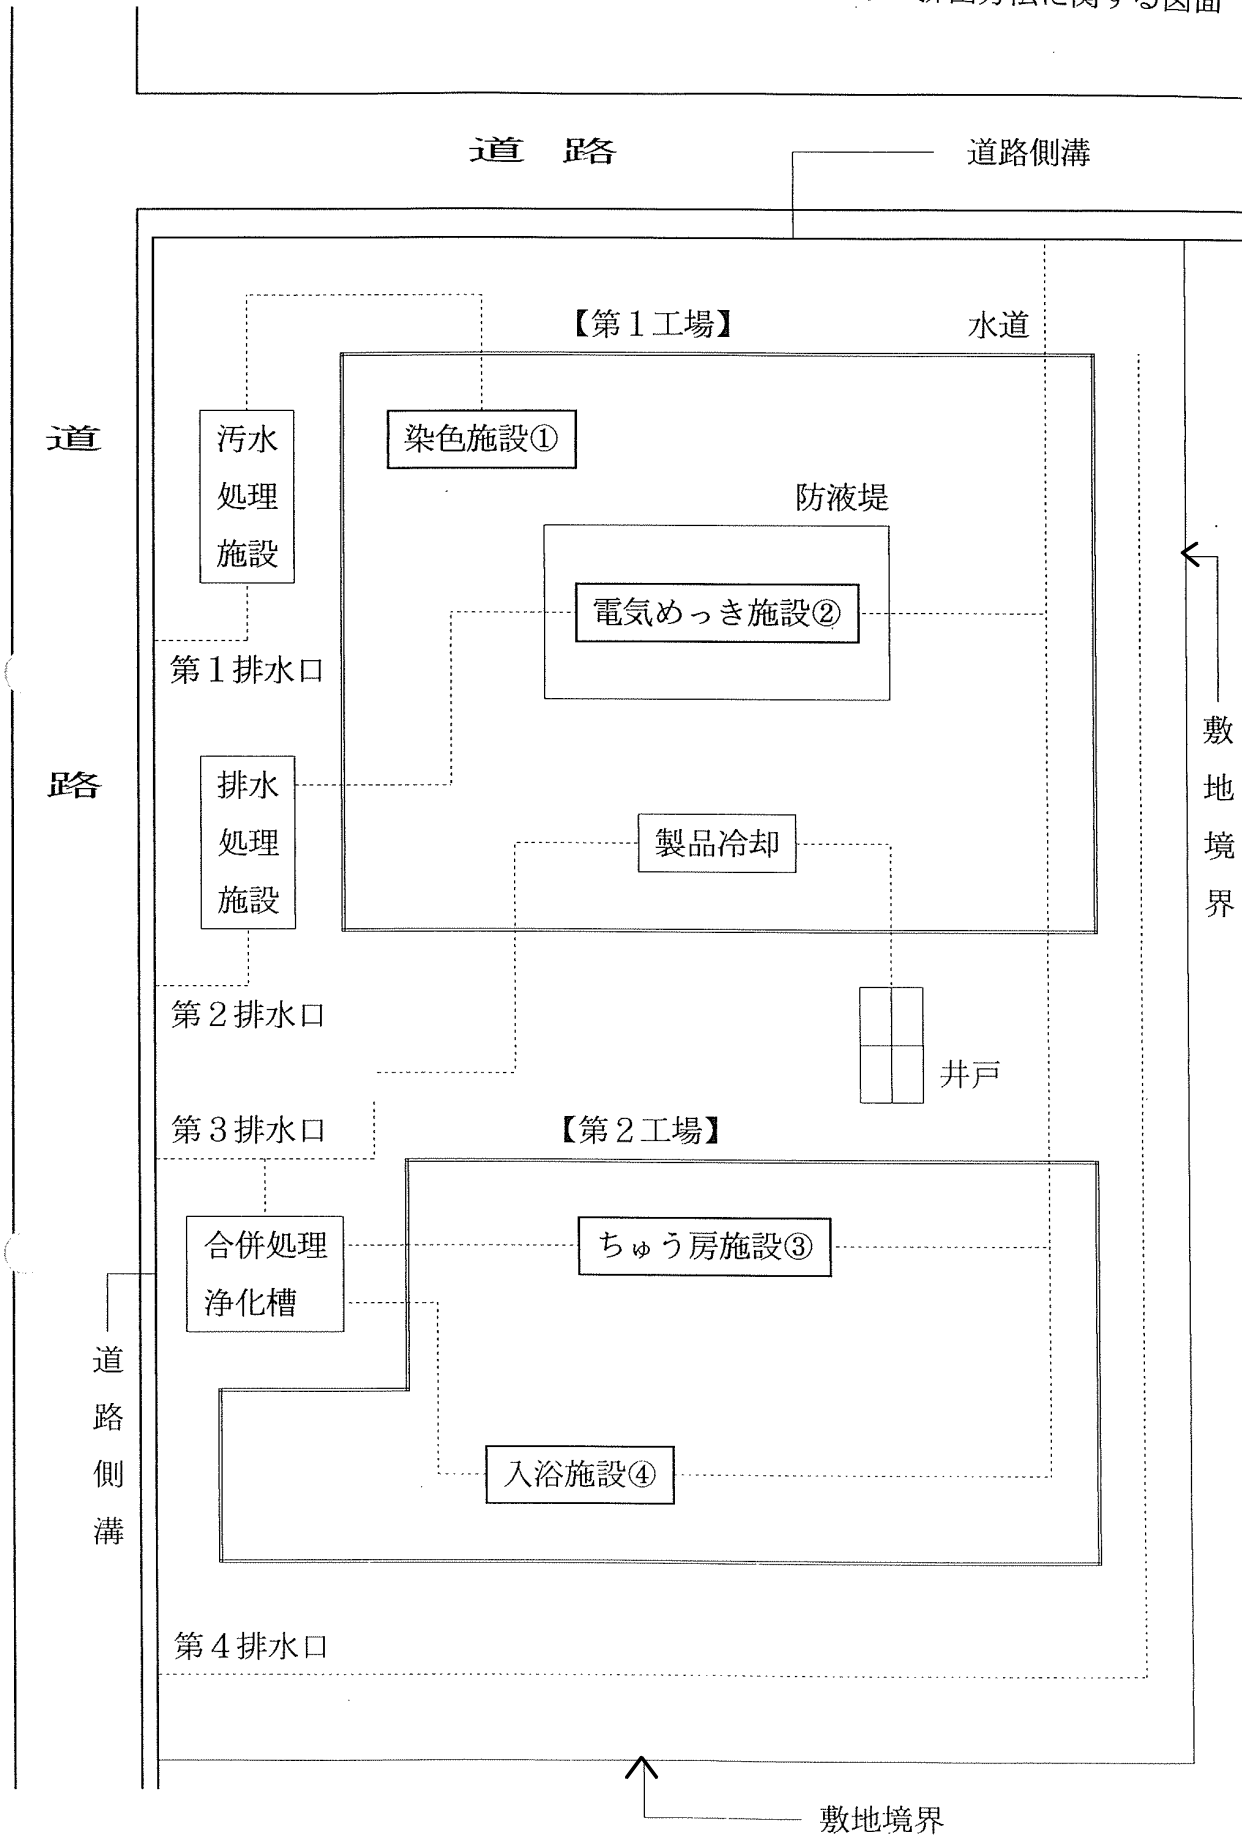 道 路
道路側溝
【第1工場】
水道
汚水
処理
施設
染色施設①
道路
防液堤
電気めっき施設②
第1排水口
敷地境界
排水
処理
施設
製品冷却
第2排水口
井戸
第3排水口
【第2工場】
合併処理
浄化槽
ちゅう房施設③
道路側溝
入浴施設④
第4排水口
敷地境界